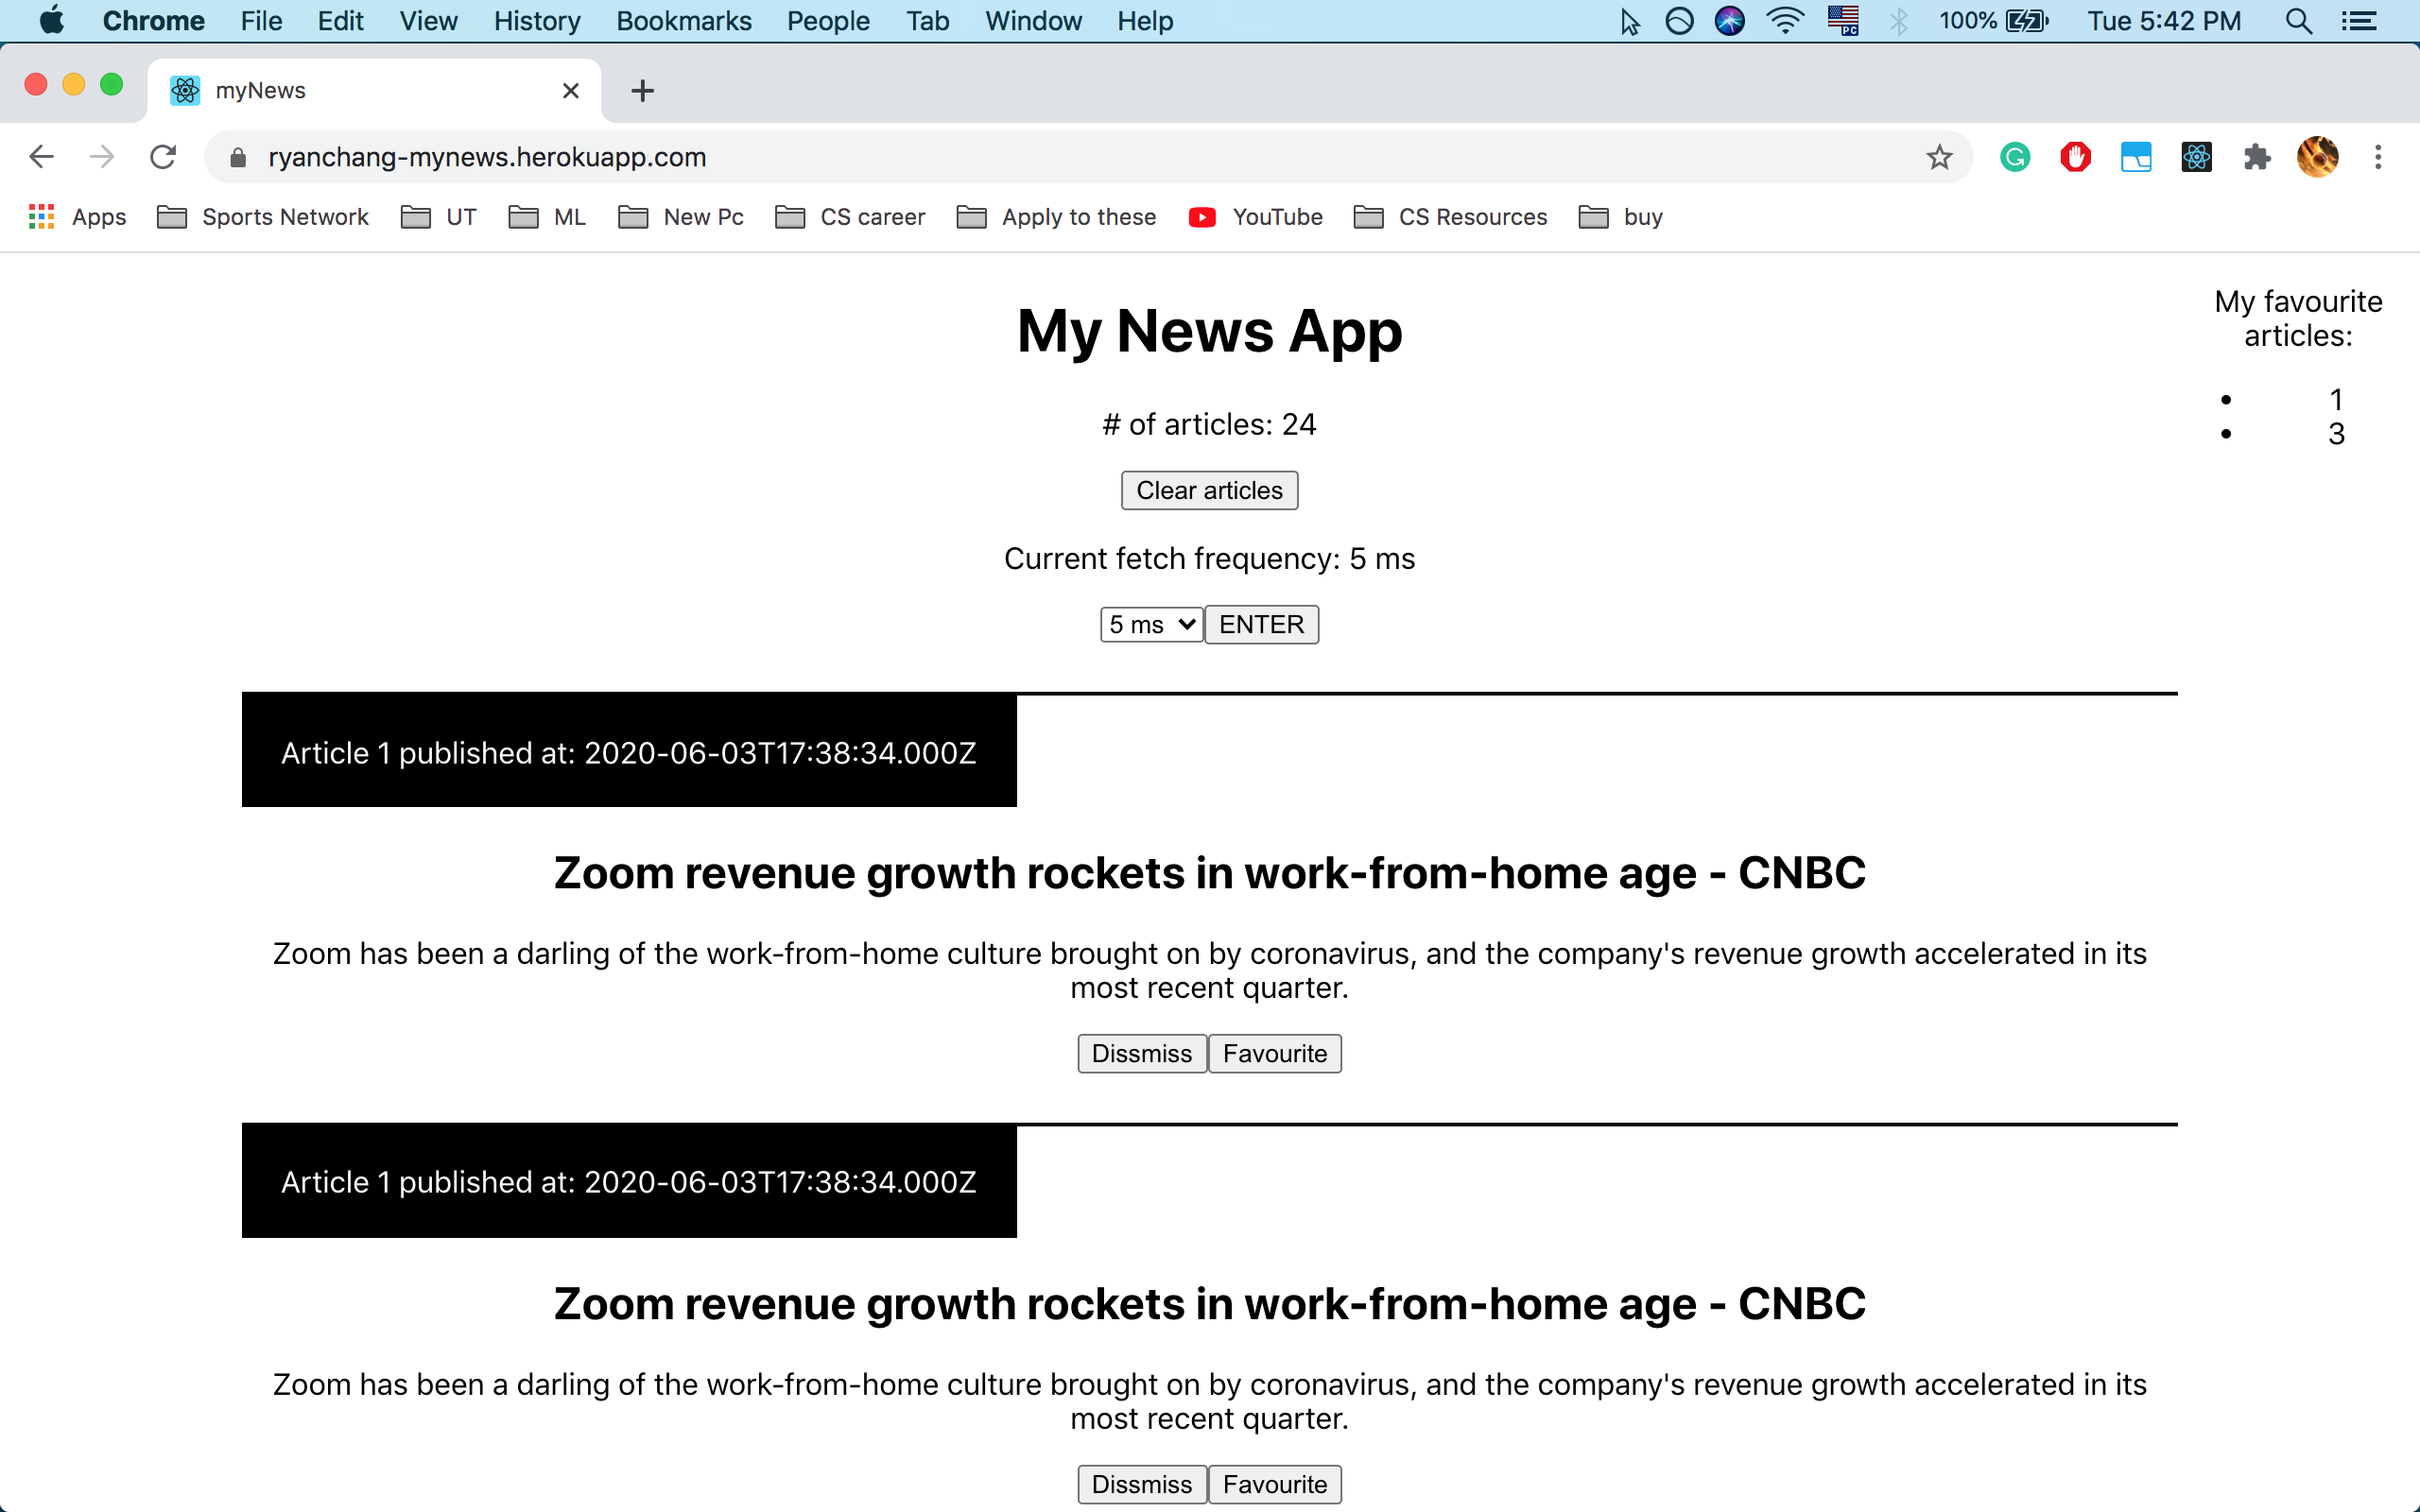 Chrome File Edit View History Bookmarks People Tab Window Help PC 100% Tue 5:42 PM
myNews
ryanchang-mynews.herokuapp.com
Apps Sports Network UT ML New Pc CS career Apply to these YouTube CS Resources buy
My News App
# of articles: 24
Clear articles
Current fetch frequency: 5 ms
5 ms ENTER
My favourite
articles:
• 1
• 3
Article 1 published at: 2020-06-03T17:38:34.000Z
Zoom revenue growth rockets in work-from-home age - CNBC
Zoom has been a darling of the work-from-home culture brought on by coronavirus, and the company's revenue growth accelerated in its
most recent quarter.
Dissmiss Favourite
Article 1 published at: 2020-06-03T17:38:34.000Z
Zoom revenue growth rockets in work-from-home age - CNBC
Zoom has been a darling of the work-from-home culture brought on by coronavirus, and the company's revenue growth accelerated in its
most recent quarter.
Dissmiss Favourite